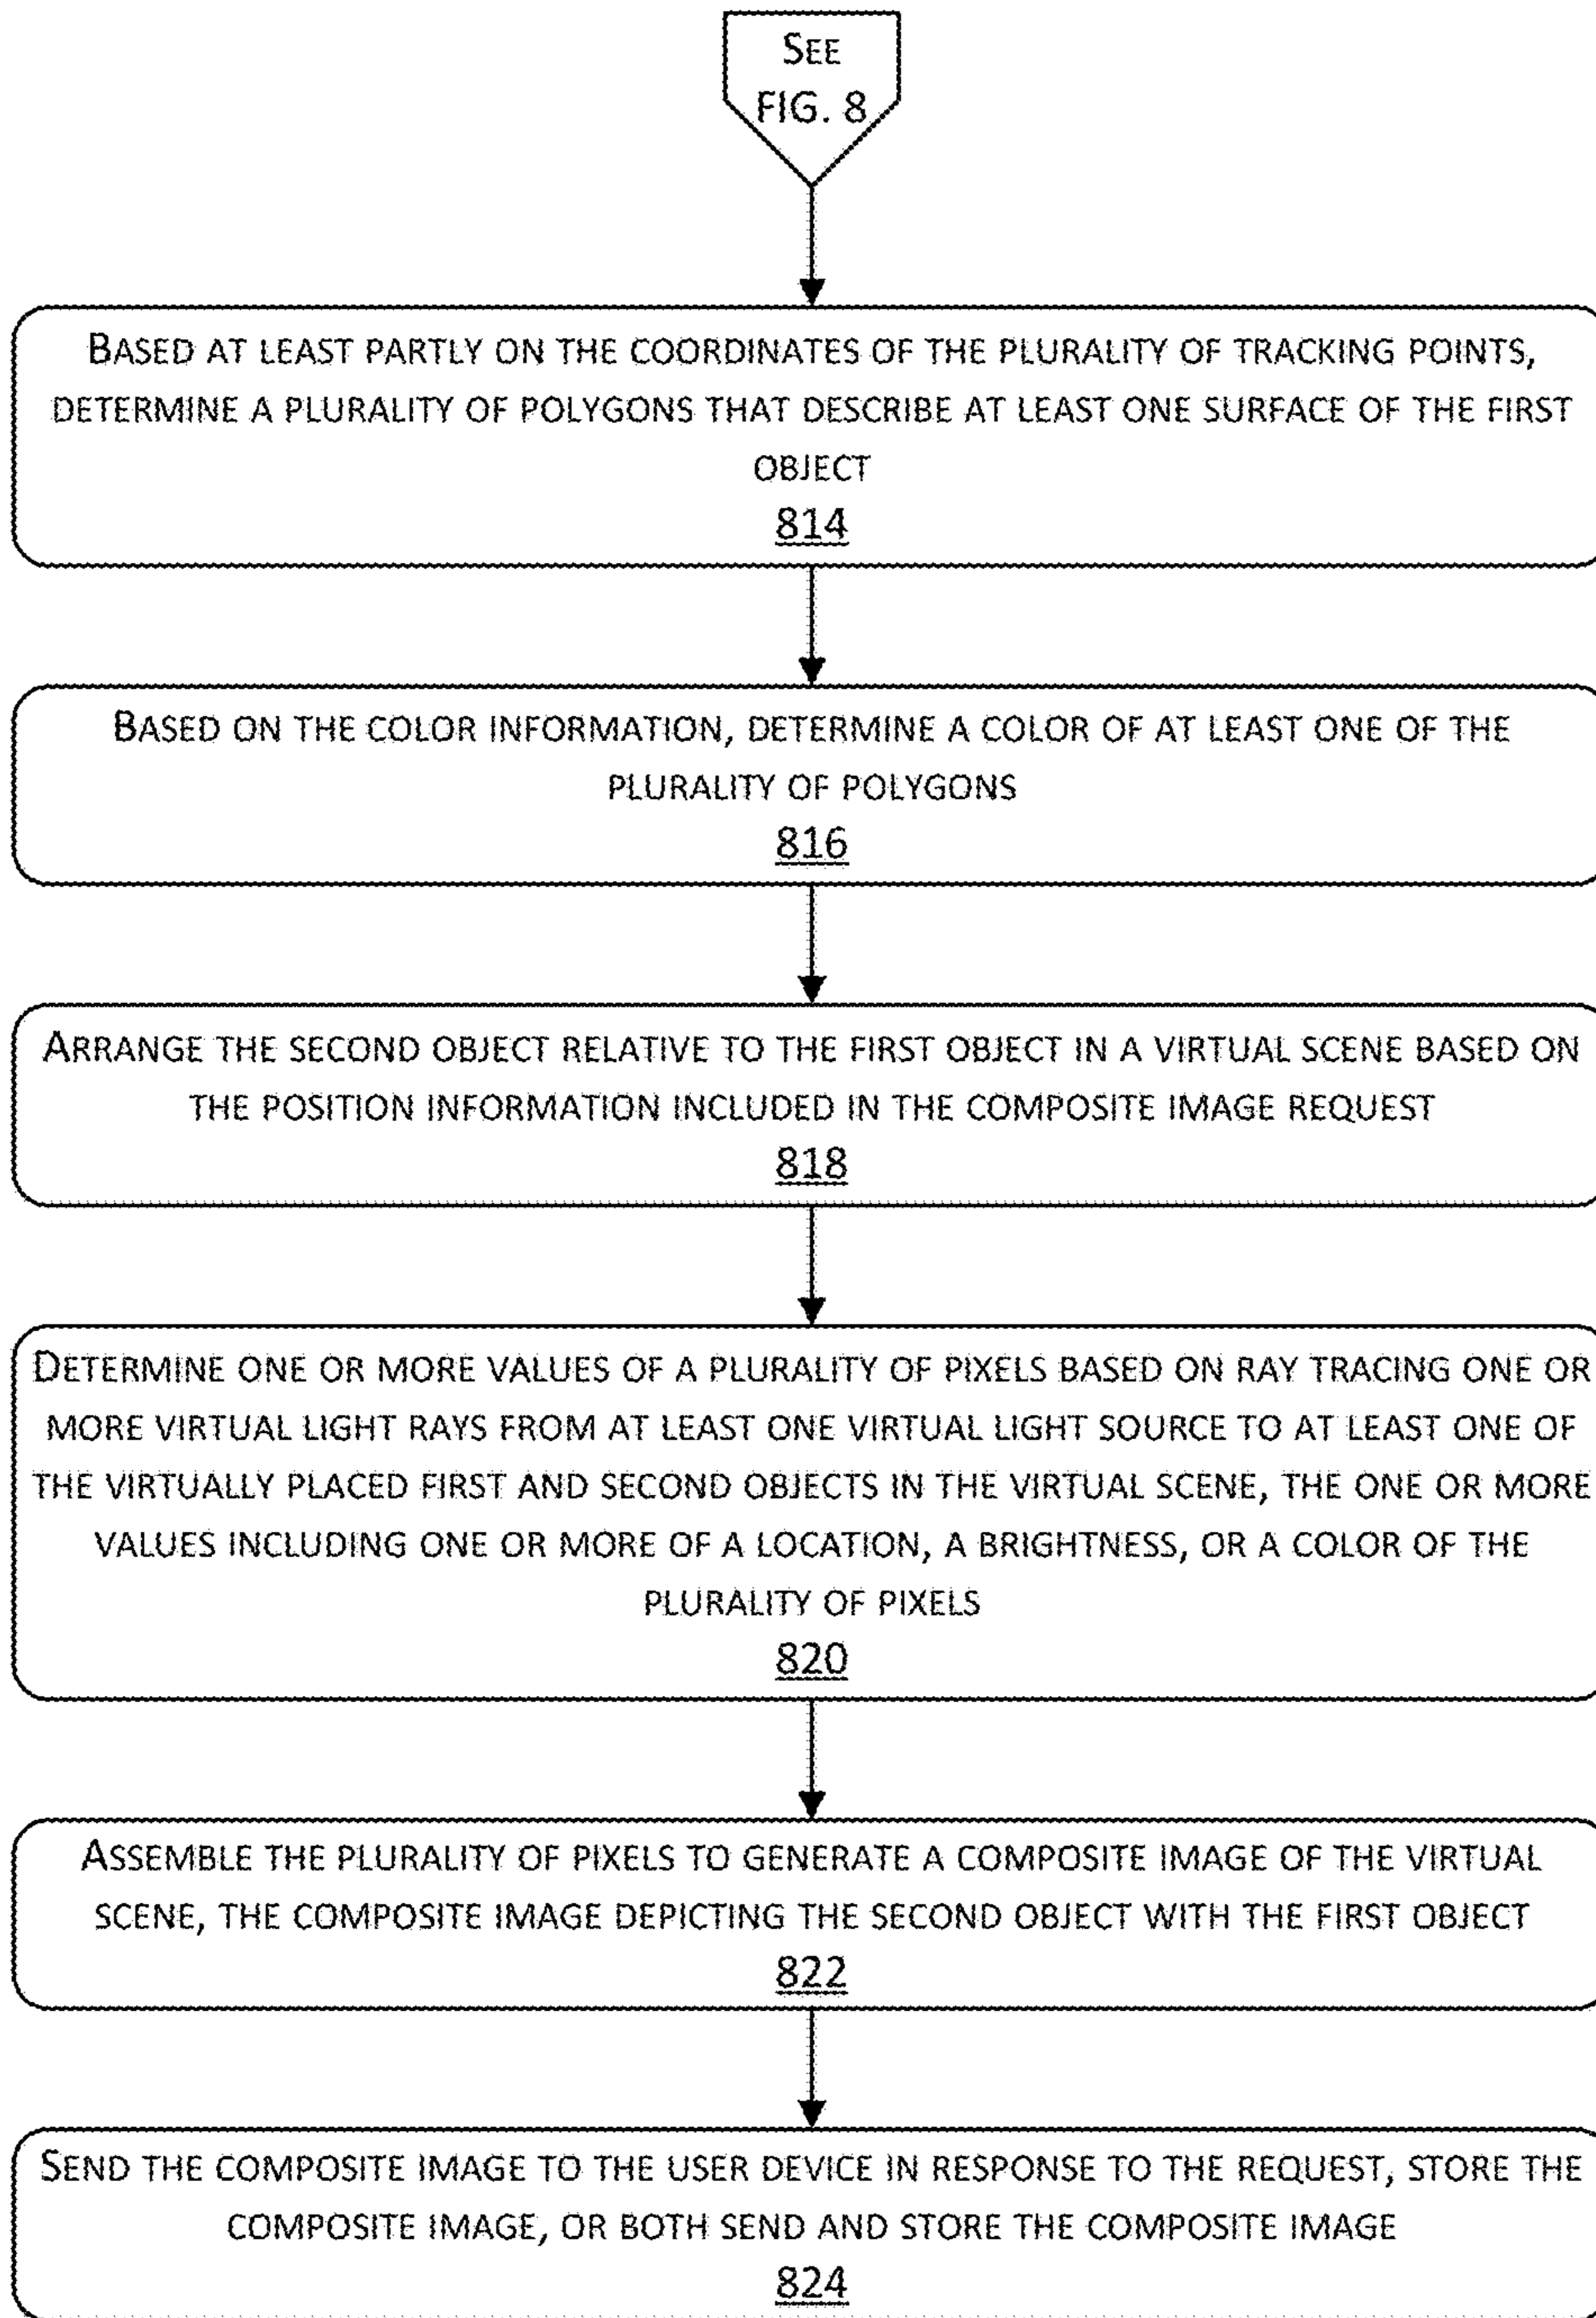 SEE
FIG. 8
BASED AT LEAST PARTLY ON THE COORDINATES OF THE PLURALITY OF TRACKING POINTS,
DETERMINE A PLURALITY OF POLYGONS THAT DESCRIBE AT LEAST ONE SURFACE OF THE FIRST
OBJECT
814
BASED ON THE COLOR INFORMATION, DETERMINE A COLOR OF AT LEAST ONE OF THE
PLURALITY OF POLYGONS
816
ARRANGE THE SECOND OBJECT RELATIVE TO THE FIRST OBJECT IN A VIRTUAL SCENE BASED ON
THE POSITION INFORMATION INCLUDED IN THE COMPOSITE IMAGE REQUEST
818
DETERMINE ONE OR MORE VALUES OF A PLURALITY OF PIXELS BASED ON RAY TRACING ONE OR
MORE VIRTUAL LIGHT RAYS FROM AT LEAST ONE VIRTUAL LIGHT SOURCE TO AT LEAST ONE OF
THE VIRTUALLY PLACED FIRST AND SECOND OBJECTS IN THE VIRTUAL SCENE, THE ONE OR MORE
VALUES INCLUDING ONE OR MORE OF A LOCATION, A BRIGHTNESS, OR A COLOR OF THE
PLURALITY OF PIXELS
820
ASSEMBLE THE PLURALITY OF PIXELS TO GENERATE A COMPOSITE IMAGE OF THE VIRTUAL
SCENE, THE COMPOSITE IMAGE DEPICTING THE SECOND OBJECT WITH THE FIRST OBJECT
822
SEND THE COMPOSITE IMAGE TO THE USER DEVICE IN RESPONSE TO THE REQUEST, STORE THE
COMPOSITE IMAGE, OR BOTH SEND AND STORE THE COMPOSITE IMAGE
824